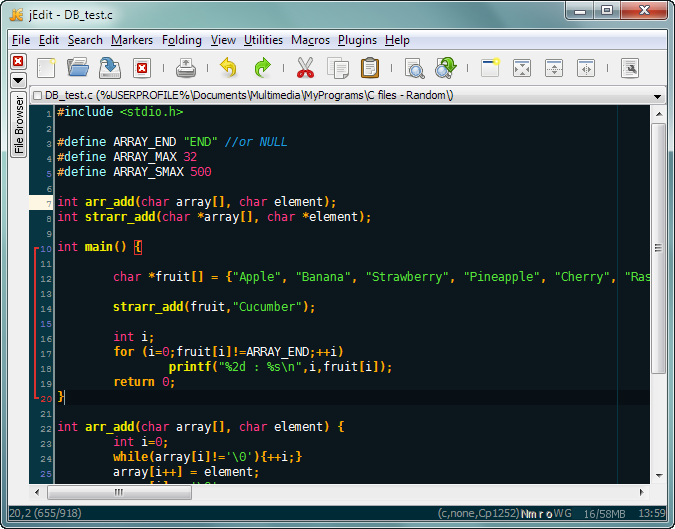 jEdit - DB_test.c
File Edit Search Markers Folding View Utilities Macros Plugins Help
DB_test.c (%USERPROFILE%\Documents\Multimedia\MyPrograms\C files - Random\)
File Browser
1 #include <stdio.h>
2
3 #define ARRAY_END "END" //or NULL
4 #define ARRAY_MAX 32
5 #define ARRAY_SMAX 500
6
7 int arr_add(char array[], char element);
8 int strarr_add(char *array[], char *element);
9
10 int main() {
11
12 char *fruit[] = {"Apple", "Banana", "Strawberry", "Pineapple", "Cherry", "Ras
13
14 strarr_add(fruit,"Cucumber");
15
16 int i;
17 for (i=0;fruit[i]!=ARRAY_END;++i)
18 printf("%2d : %s\n",i,fruit[i]);
19 return 0;
20 }
21
22 int arr_add(char array[], char element) {
23 int i=0;
24 while(array[i]!='\0'){++i;}
25 array[i++] = element;
20,2 (655/918) (c,none,Cp1252) N m r o WG 16/58MB 13:59